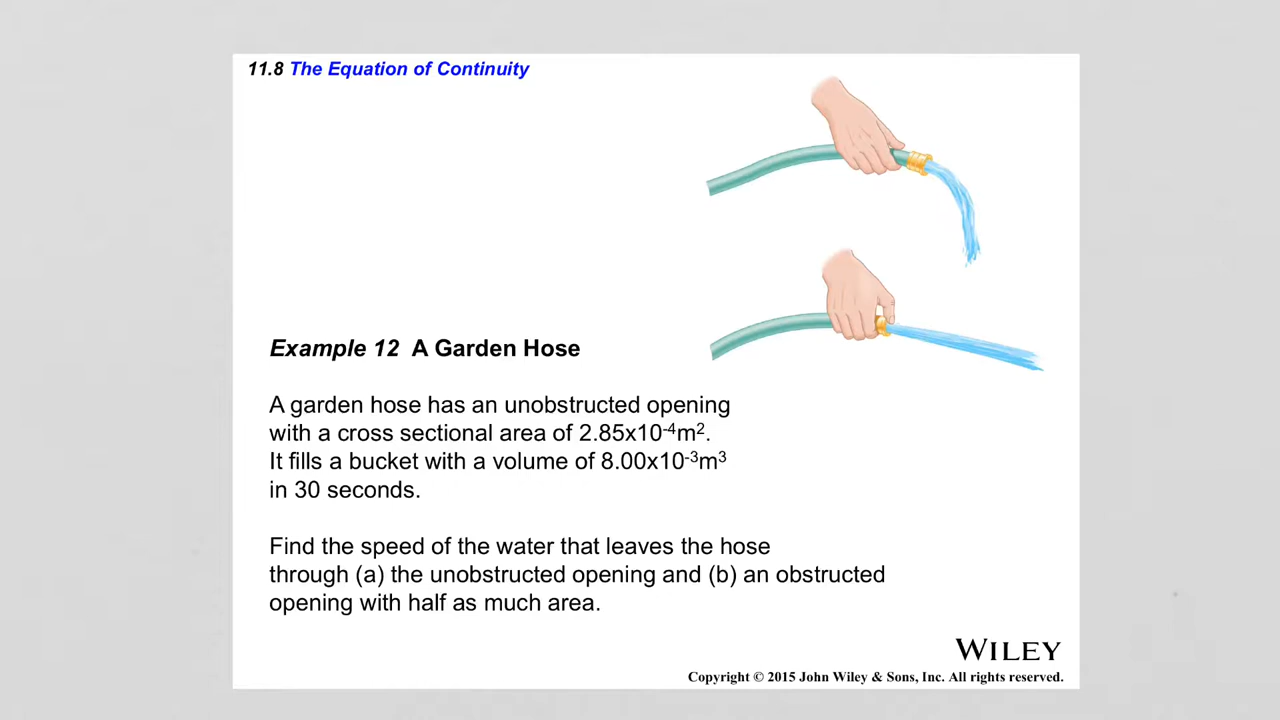 11.8 The Equation of Continuity
Example 12 A Garden Hose
A garden hose has an unobstructed opening
with a cross sectional area of 2.85x10⁻⁴m².
It fills a bucket with a volume of 8.00x10⁻³m³
in 30 seconds.
Find the speed of the water that leaves the hose
through (a) the unobstructed opening and (b) an obstructed
opening with half as much area.
WILEY
Copyright © 2015 John Wiley & Sons, Inc. All rights reserved.